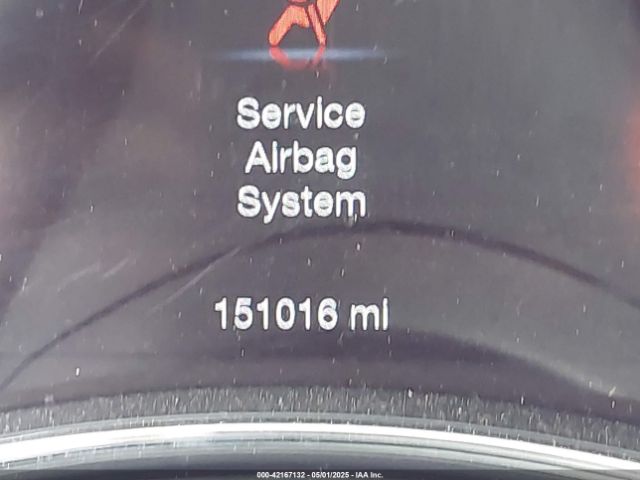 Service
Airbag
System
151016 mi
000-42167132 - 05/01/2025 - IAA Inc.